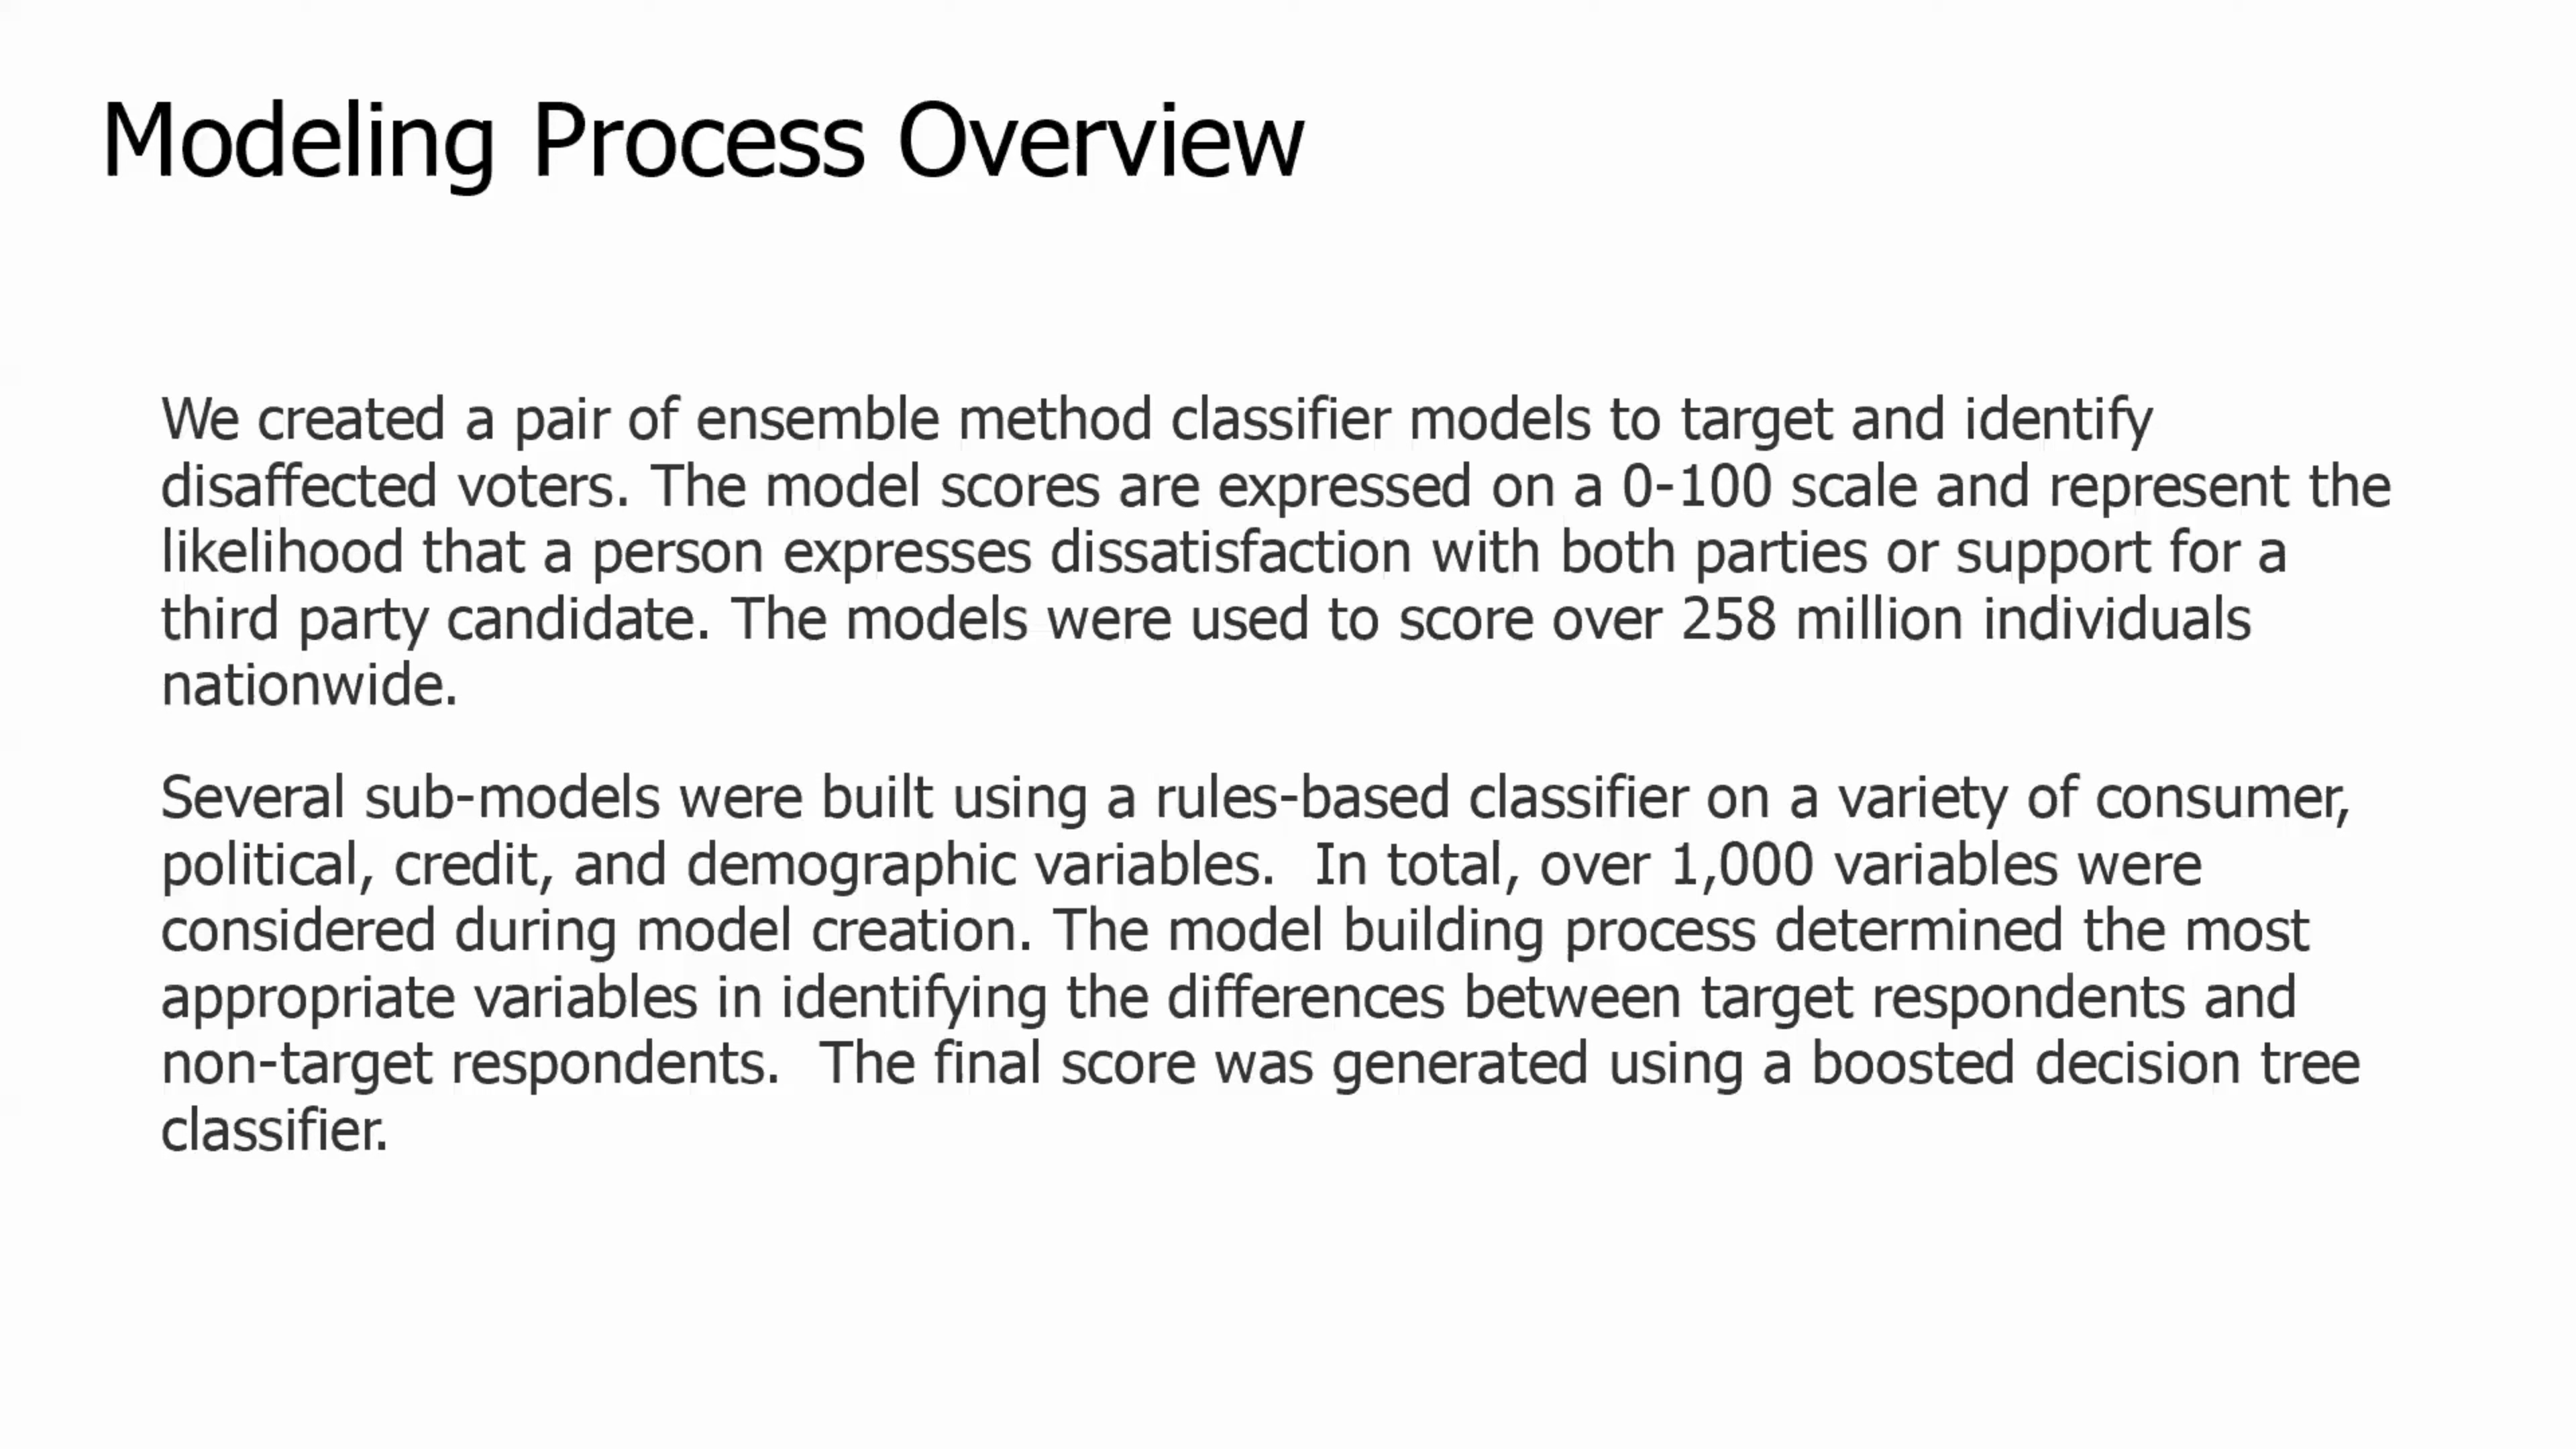 Modeling Process Overview
We created a pair of ensemble method classifier models to target and identify
disaffected voters. The model scores are expressed on a 0-100 scale and represent the
likelihood that a person expresses dissatisfaction with both parties or support for a
third party candidate. The models were used to score over 258 million individuals
nationwide.
Several sub-models were built using a rules-based classifier on a variety of consumer,
political, credit, and demographic variables.  In total, over 1,000 variables were
considered during model creation. The model building process determined the most
appropriate variables in identifying the differences between target respondents and
non-target respondents.  The final score was generated using a boosted decision tree
classifier.